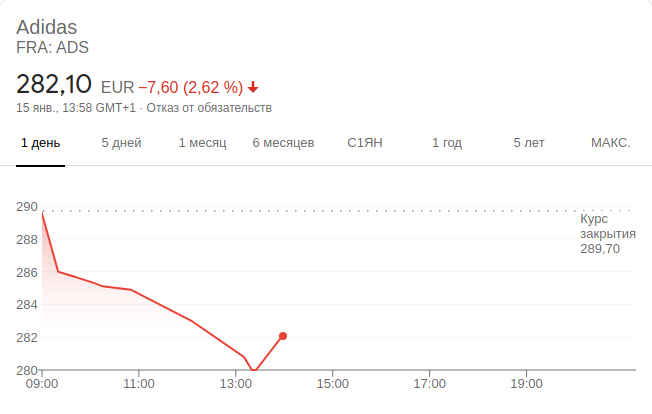 Adidas
FRA: ADS
282,10 EUR −7,60 (2,62 %)
15 янв., 13:58 GMT+1 · Отказ от обязательств
1 день 5 дней 1 месяц 6 месяцев С1ЯН 1 год 5 лет МАКС.
290
Курс
закрытия
289,70
288
286
284
282
280
09:00 11:00 13:00 15:00 17:00 19:00